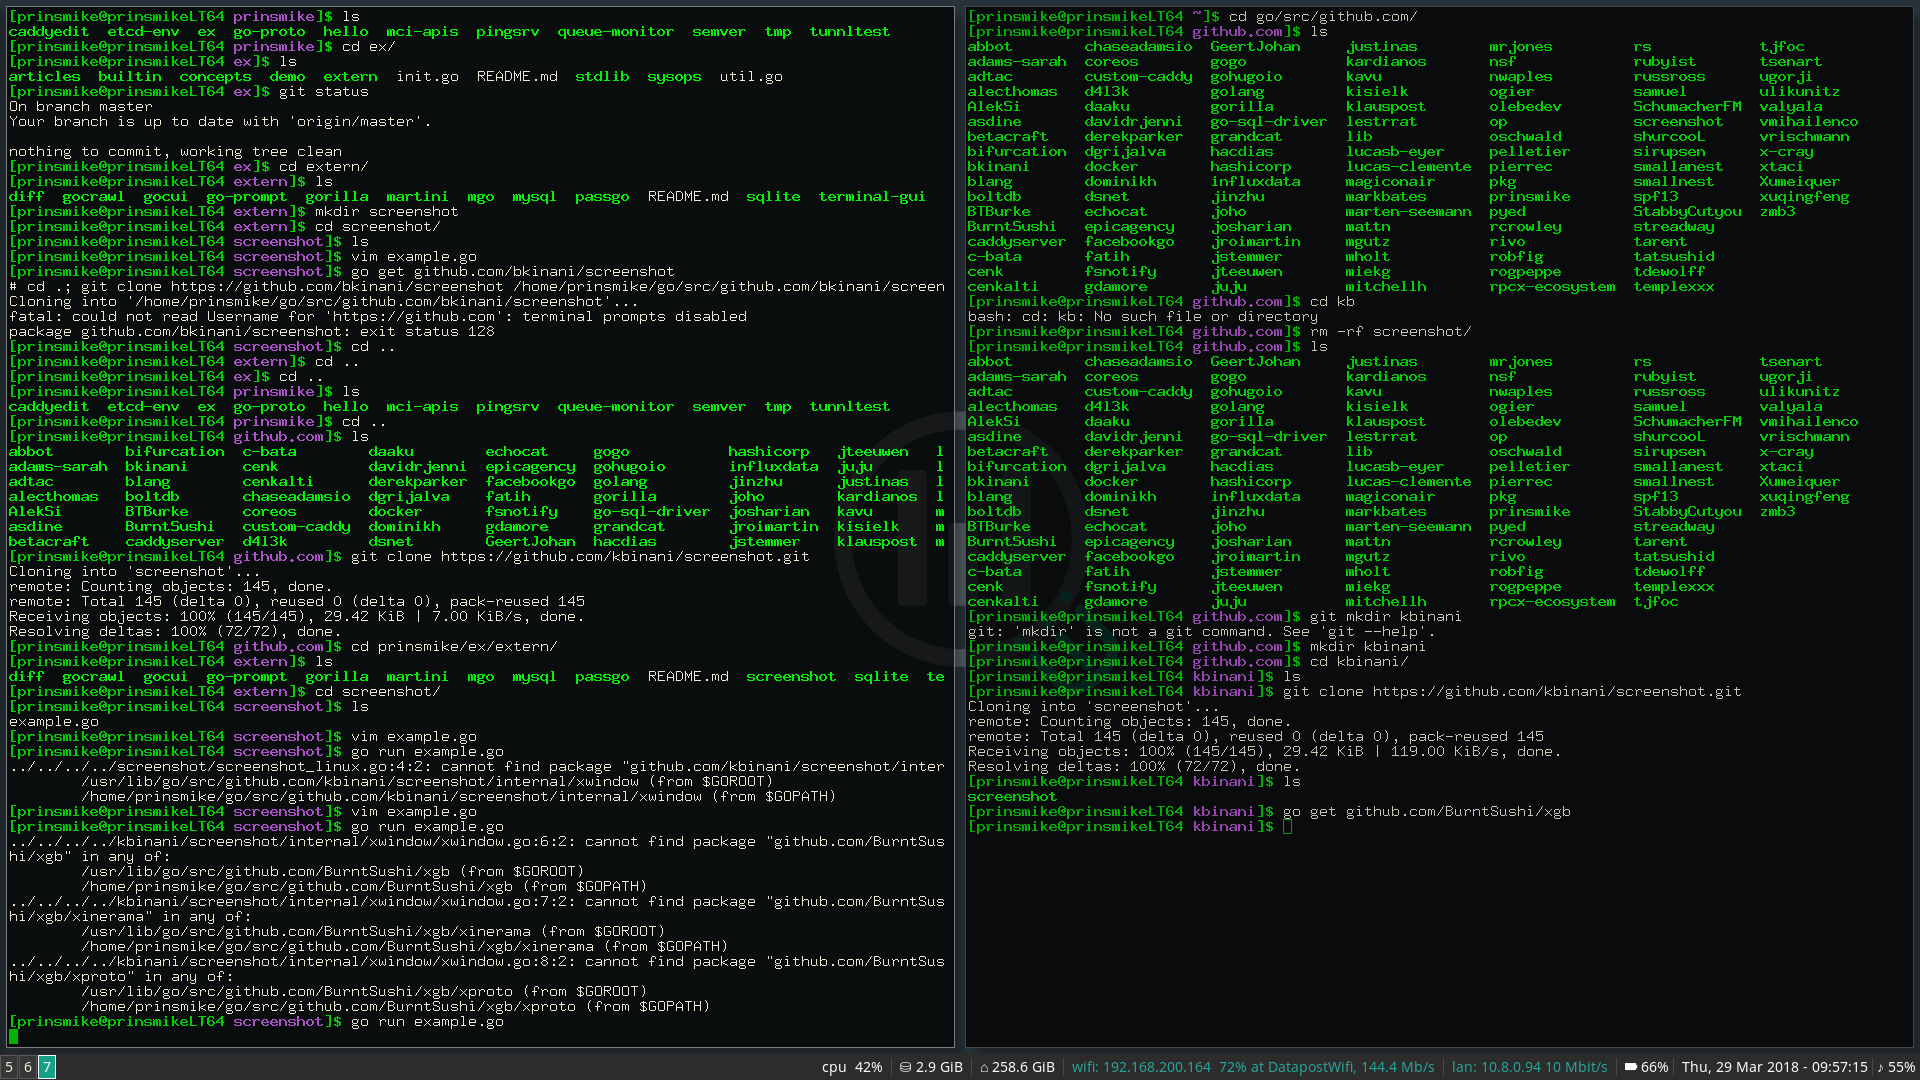 [prinsmike@prinsmikeLT64 prinsmike]$ ls
caddyedit  etcd-env  ex  go-proto  hello  mci-apis  pingsrv  queue-monitor  semver  tmp  tunnltest
[prinsmike@prinsmikeLT64 prinsmike]$ cd ex/
[prinsmike@prinsmikeLT64 ex]$ ls
articles  builtin  concepts  demo  extern  init.go  README.md  stdlib  sysops  util.go
[prinsmike@prinsmikeLT64 ex]$ git status
On branch master
Your branch is up to date with 'origin/master'.
nothing to commit, working tree clean
[prinsmike@prinsmikeLT64 ex]$ cd extern/
[prinsmike@prinsmikeLT64 extern]$ ls
diff  gocrawl  gocui  go-prompt  gorilla  martini  mgo  mysql  passgo  README.md  sqlite  terminal-gui
[prinsmike@prinsmikeLT64 extern]$ mkdir screenshot
[prinsmike@prinsmikeLT64 extern]$ cd screenshot/
[prinsmike@prinsmikeLT64 screenshot]$ ls
[prinsmike@prinsmikeLT64 screenshot]$ vim example.go
[prinsmike@prinsmikeLT64 screenshot]$ go get github.com/bkinani/screenshot
# cd .; git clone https://github.com/bkinani/screenshot /home/prinsmike/go/src/github.com/bkinani/screen
Cloning into '/home/prinsmike/go/src/github.com/bkinani/screenshot'...
fatal: could not read Username for 'https://github.com': terminal prompts disabled
package github.com/bkinani/screenshot: exit status 128
[prinsmike@prinsmikeLT64 screenshot]$ cd ..
[prinsmike@prinsmikeLT64 extern]$ cd ..
[prinsmike@prinsmikeLT64 ex]$ cd ..
[prinsmike@prinsmikeLT64 prinsmike]$ ls
caddyedit  etcd-env  ex  go-proto  hello  mci-apis  pingsrv  queue-monitor  semver  tmp  tunnltest
[prinsmike@prinsmikeLT64 prinsmike]$ cd ..
[prinsmike@prinsmikeLT64 github.com]$ ls
abbot  bifurcation  c-bata  daaku  echocat  gogo  hashicorp  jteeuwen  l
adams-sarah  bkinani  cenk  davidrjenni  epicagency  gohugoio  influxdata  juju  l
adtac  blang  cenkalti  derekparker  facebookgo  golang  jinzhu  justinas  l
alecthomas  boltdb  chaseadamsio  dgrijalva  fatih  gorilla  joho  kardianos  l
AlekSi  BTBurke  coreos  docker  fsnotify  go-sql-driver  josharian  kavu  m
asdine  BurntSushi  custom-caddy  dominikh  gdamore  grandcat  jroimartin  kisielk  m
betacraft  caddyserver  d4l3k  dsnet  GeertJohan  hacdias  jstemmer  klauspost  m
[prinsmike@prinsmikeLT64 github.com]$ git clone https://github.com/kbinani/screenshot.git
Cloning into 'screenshot'...
remote: Counting objects: 145, done.
remote: Total 145 (delta 0), reused 0 (delta 0), pack-reused 145
Receiving objects: 100% (145/145), 29.42 KiB | 7.00 KiB/s, done.
Resolving deltas: 100% (72/72), done.
[prinsmike@prinsmikeLT64 github.com]$ cd prinsmike/ex/extern/
[prinsmike@prinsmikeLT64 extern]$ ls
diff  gocrawl  gocui  go-prompt  gorilla  martini  mgo  mysql  passgo  README.md  screenshot  sqlite  te
[prinsmike@prinsmikeLT64 extern]$ cd screenshot/
[prinsmike@prinsmikeLT64 screenshot]$ ls
example.go
[prinsmike@prinsmikeLT64 screenshot]$ vim example.go
[prinsmike@prinsmikeLT64 screenshot]$ go run example.go
../../../../screenshot/screenshot_linux.go:4:2: cannot find package "github.com/kbinani/screenshot/inter
/usr/lib/go/src/github.com/kbinani/screenshot/internal/xwindow (from $GOROOT)
/home/prinsmike/go/src/github.com/kbinani/screenshot/internal/xwindow (from $GOPATH)
[prinsmike@prinsmikeLT64 screenshot]$ vim example.go
[prinsmike@prinsmikeLT64 screenshot]$ go run example.go
../../../../kbinani/screenshot/internal/xwindow/xwindow.go:6:2: cannot find package "github.com/BurntSus
hi/xgb" in any of:
/usr/lib/go/src/github.com/BurntSushi/xgb (from $GOROOT)
/home/prinsmike/go/src/github.com/BurntSushi/xgb (from $GOPATH)
../../../../kbinani/screenshot/internal/xwindow/xwindow.go:7:2: cannot find package "github.com/BurntSus
hi/xgb/xinerama" in any of:
/usr/lib/go/src/github.com/BurntSushi/xgb/xinerama (from $GOROOT)
/home/prinsmike/go/src/github.com/BurntSushi/xgb/xinerama (from $GOPATH)
../../../../kbinani/screenshot/internal/xwindow/xwindow.go:8:2: cannot find package "github.com/BurntSus
hi/xgb/xproto" in any of:
/usr/lib/go/src/github.com/BurntSushi/xgb/xproto (from $GOROOT)
/home/prinsmike/go/src/github.com/BurntSushi/xgb/xproto (from $GOPATH)
[prinsmike@prinsmikeLT64 screenshot]$ go run example.go
[prinsmike@prinsmikeLT64 ~]$ cd go/src/github.com/
[prinsmike@prinsmikeLT64 github.com]$ ls
abbot  chaseadamsio  GeertJohan  justinas  mrjones  rs  tjfoc
adams-sarah  coreos  gogo  kardianos  nsf  rubyist  tsenart
adtac  custom-caddy  gohugoio  kavu  nwaples  russross  ugorji
alecthomas  d4l3k  golang  kisielk  ogier  samuel  ulikunitz
AlekSi  daaku  gorilla  klauspost  olebedev  SchumacherFM  valyala
asdine  davidrjenni  go-sql-driver  lestrrat  op  screenshot  vmihailenco
betacraft  derekparker  grandcat  lib  oschwald  shurcooL  vrischmann
bifurcation  dgrijalva  hacdias  lucasb-eyer  pelletier  sirupsen  x-cray
bkinani  docker  hashicorp  lucas-clemente  pierrec  smallanest  xtaci
blang  dominikh  influxdata  magiconair  pkg  smallnest  Xumeiquer
boltdb  dsnet  jinzhu  markbates  prinsmike  spf13  xuqingfeng
BTBurke  echocat  joho  marten-seemann  pyed  StabbyCutyou  zmb3
BurntSushi  epicagency  josharian  mattn  rcrowley  streadway
caddyserver  facebookgo  jroimartin  mgutz  rivo  tarent
c-bata  fatih  jstemmer  mholt  robfig  tatsushid
cenk  fsnotify  jteeuwen  miekg  rogpeppe  tdewolff
cenkalti  gdamore  juju  mitchellh  rpcx-ecosystem  templexxx
[prinsmike@prinsmikeLT64 github.com]$ cd kb
bash: cd: kb: No such file or directory
[prinsmike@prinsmikeLT64 github.com]$ rm -rf screenshot/
[prinsmike@prinsmikeLT64 github.com]$ ls
abbot  chaseadamsio  GeertJohan  justinas  mrjones  rs  tsenart
adams-sarah  coreos  gogo  kardianos  nsf  rubyist  ugorji
adtac  custom-caddy  gohugoio  kavu  nwaples  russross  ulikunitz
alecthomas  d4l3k  golang  kisielk  ogier  samuel  valyala
AlekSi  daaku  gorilla  klauspost  olebedev  SchumacherFM  vmihailenco
asdine  davidrjenni  go-sql-driver  lestrrat  op  shurcooL  vrischmann
betacraft  derekparker  grandcat  lib  oschwald  sirupsen  x-cray
bifurcation  dgrijalva  hacdias  lucasb-eyer  pelletier  smallanest  xtaci
bkinani  docker  hashicorp  lucas-clemente  pierrec  smallnest  Xumeiquer
blang  dominikh  influxdata  magiconair  pkg  spf13  xuqingfeng
boltdb  dsnet  jinzhu  markbates  prinsmike  StabbyCutyou  zmb3
BTBurke  echocat  joho  marten-seemann  pyed  streadway
BurntSushi  epicagency  josharian  mattn  rcrowley  tarent
caddyserver  facebookgo  jroimartin  mgutz  rivo  tatsushid
c-bata  fatih  jstemmer  mholt  robfig  tdewolff
cenk  fsnotify  jteeuwen  miekg  rogpeppe  templexxx
cenkalti  gdamore  juju  mitchellh  rpcx-ecosystem  tjfoc
[prinsmike@prinsmikeLT64 github.com]$ git mkdir kbinani
git: 'mkdir' is not a git command. See 'git --help'.
[prinsmike@prinsmikeLT64 github.com]$ mkdir kbinani
[prinsmike@prinsmikeLT64 github.com]$ cd kbinani/
[prinsmike@prinsmikeLT64 kbinani]$ ls
[prinsmike@prinsmikeLT64 kbinani]$ git clone https://github.com/kbinani/screenshot.git
Cloning into 'screenshot'...
remote: Counting objects: 145, done.
remote: Total 145 (delta 0), reused 0 (delta 0), pack-reused 145
Receiving objects: 100% (145/145), 29.42 KiB | 119.00 KiB/s, done.
Resolving deltas: 100% (72/72), done.
[prinsmike@prinsmikeLT64 kbinani]$ ls
screenshot
[prinsmike@prinsmikeLT64 kbinani]$ go get github.com/BurntSushi/xgb
[prinsmike@prinsmikeLT64 kbinani]$
5 6 7 cpu 42% 2.9 GiB 258.6 GiB wifi: 192.168.200.164 72% at DatapostWifi, 144.4 Mb/s lan: 10.8.0.94 10 Mbit/s 66% Thu, 29 Mar 2018 - 09:57:15 ♪ 55%